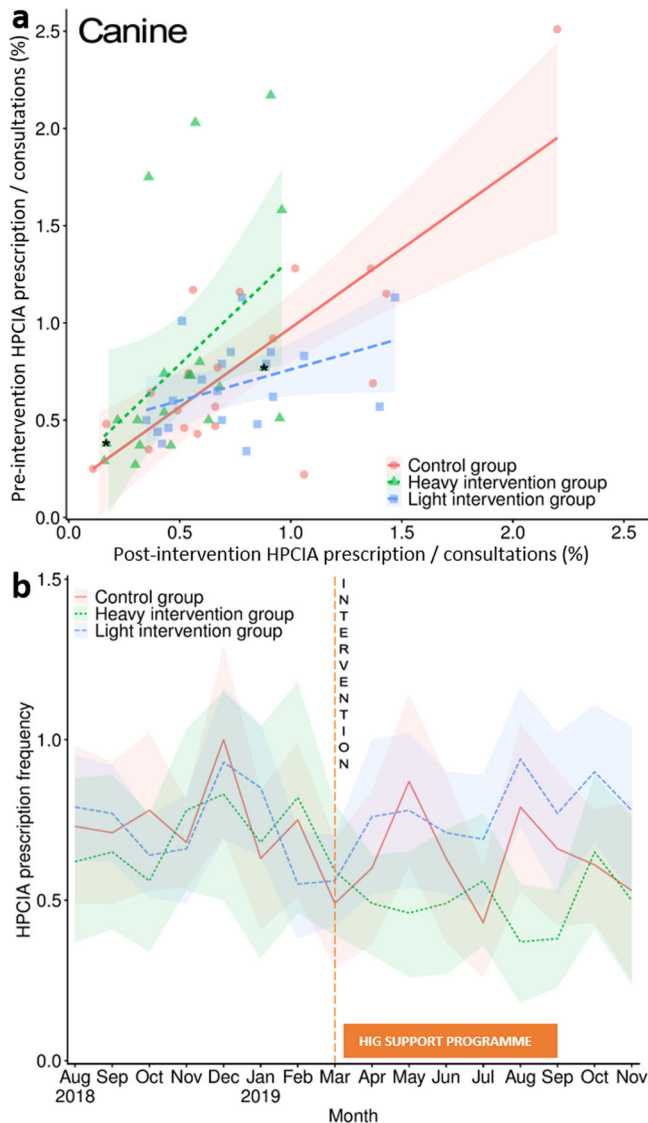 a
Canine
Pre-intervention HPCIA prescription / consultations (%)
2.5
2.0
1.5
1.0
0.5
0.0
*
*
Control group
Heavy intervention group
Light intervention group
0.0 0.5 1.0 1.5 2.0 2.5
Post-intervention HPCIA prescription / consultations (%)
b
HPCIA prescription frequency
1.5
1.0
0.5
0.0
Control group
Heavy intervention group
Light intervention group
INTERVENTION
HIG SUPPORT PROGRAMME
Aug Sep Oct Nov Dec Jan Feb Mar Apr May Jun Jul Aug Sep Oct Nov
2018 2019
Month